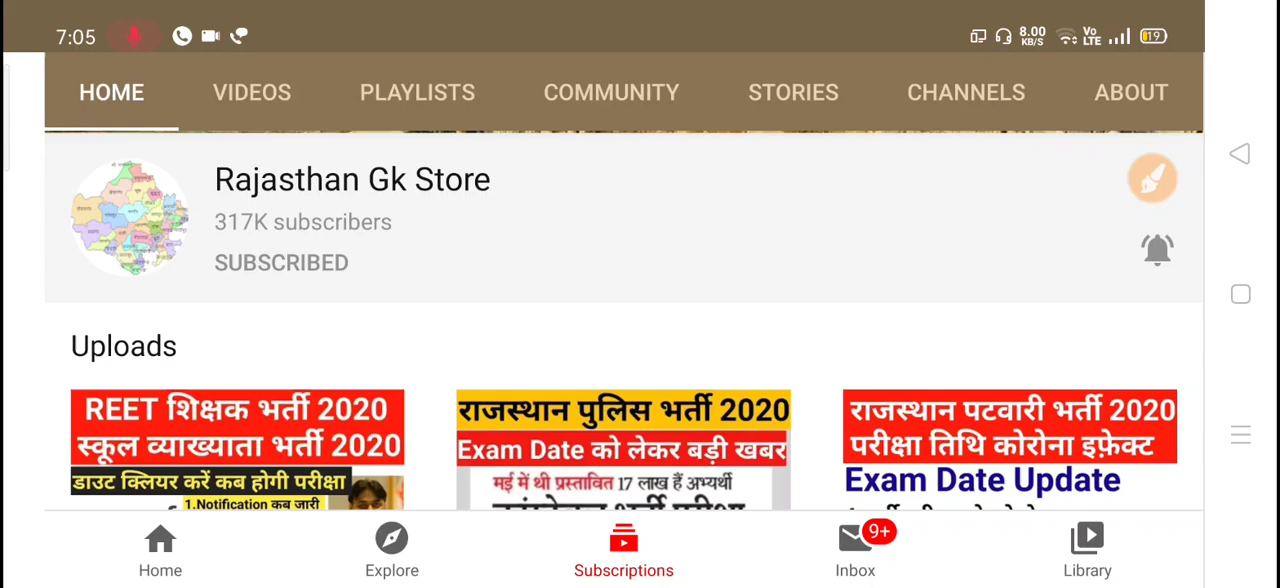 7:05 8.00 KB/S Vo LTE 19
HOME VIDEOS PLAYLISTS COMMUNITY STORIES CHANNELS ABOUT
Rajasthan Gk Store
317K subscribers
SUBSCRIBED
Uploads
REET शिक्षक भर्ती 2020
स्कूल व्याख्याता भर्ती 2020
डाउट क्लियर करें कब होगी परीक्षा
1.Notification कब जारी
राजस्थान पुलिस भर्ती 2020
Exam Date को लेकर बड़ी खबर
मई में थी प्रस्तावित 17 लाख हैं अभ्यर्थी
राजस्थान पटवारी भर्ती 2020
परीक्षा तिथि कोरोना इफ़ेक्ट
Exam Date Update
Home Explore Subscriptions Inbox 9+ Library